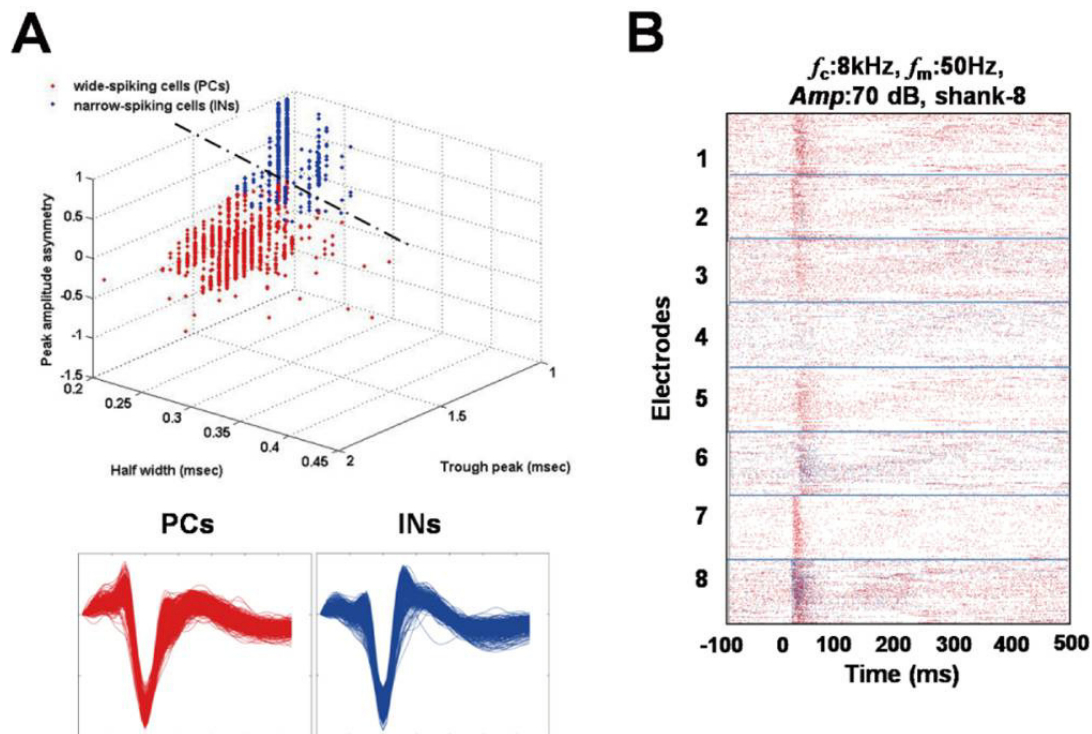 A
wide-spiking cells (PCs)
narrow-spiking cells (INs)
Peak amplitude asymmetry
1
0.5
0
-0.5
-1
-1.5
0.2
0.25
0.3
0.35
0.4
0.45
Half width (msec)
2
1.5
1
Trough peak (msec)
PCs
INs
B
fc:8kHz, fm:50Hz,
Amp:70 dB, shank-8
Electrodes
1
2
3
4
5
6
7
8
-100 0 100 200 300 400 500
Time (ms)